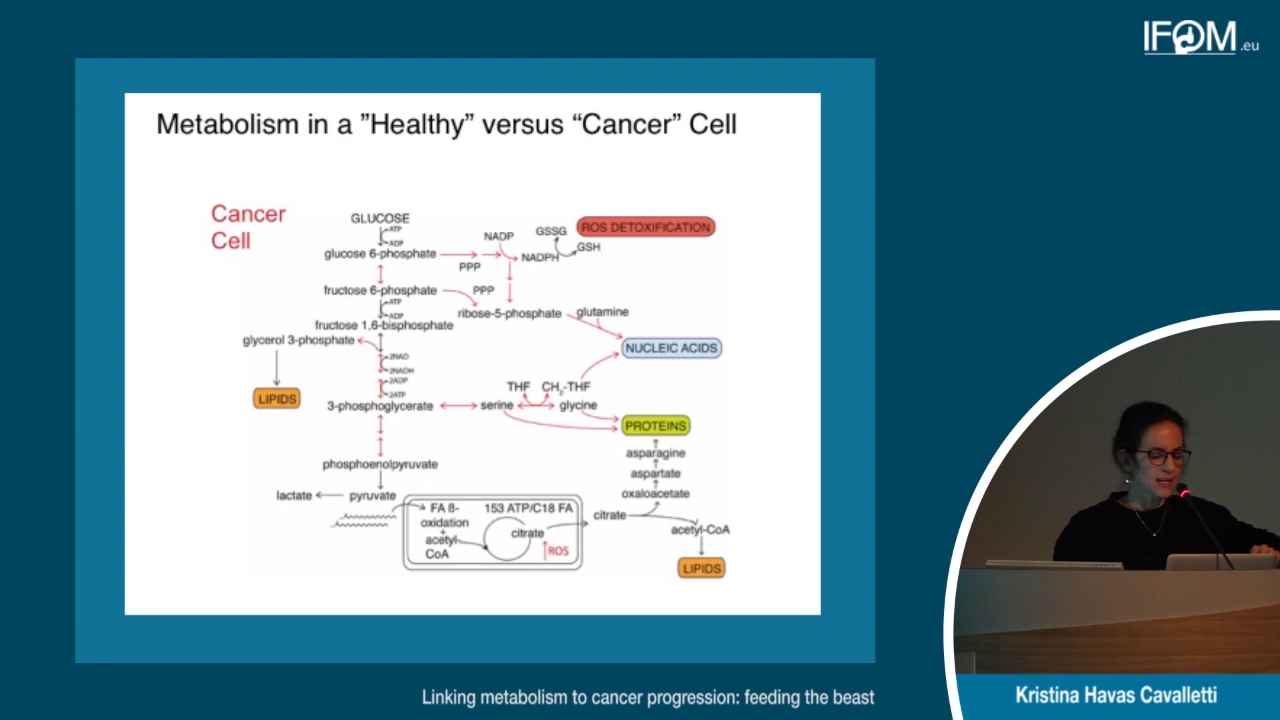 IFOM.eu
Metabolism in a ”Healthy” versus “Cancer” Cell
Cancer
Cell
GLUCOSE
ATP
ADP
glucose 6-phosphate
PPP
NADP
NADPH
GSSG
GSH
ROS DETOXIFICATION
fructose 6-phosphate
PPP
ATP
ADP
ribose-5-phosphate
glutamine
fructose 1,6-bisphosphate
glycerol 3-phosphate
NUCLEIC ACIDS
2NAD
2NADH
2ADP
2ATP
LIPIDS
THF
CH2-THF
3-phosphoglycerate
serine
glycine
PROTEINS
asparagine
aspartate
oxaloacetate
phosphoenolpyruvate
lactate
pyruvate
FA ß-
oxidation
acetyl-
CoA
153 ATP/C18 FA
citrate
ROS
citrate
acetyl-CoA
LIPIDS
Linking metabolism to cancer progression: feeding the beast
Kristina Havas Cavalletti